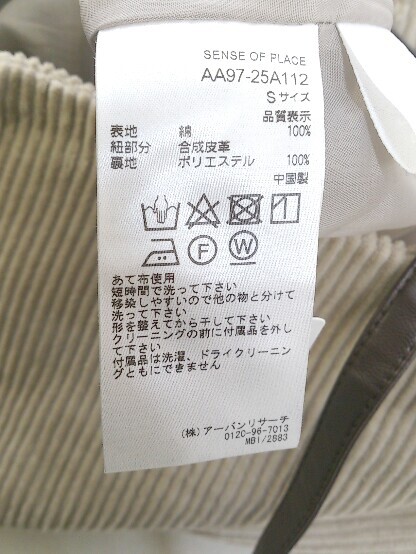 SENSE OF PLACE
AA97-25A112
Sサイズ
品質表示
表地 綿 100%
紐部分 合成皮革
裏地 ポリエステル 100%
中国製
F W
あて布使用
短時間で洗って下さい
移染しやすいので他の物と分けて
洗って下さい
形を整えてから干して下さい
クリーニングの前に付属品を外し
て下さい
付属品は洗濯、ドライクリーニン
グともにできません
(株)アーバンリサーチ
0120-96-7013
MBI/2883